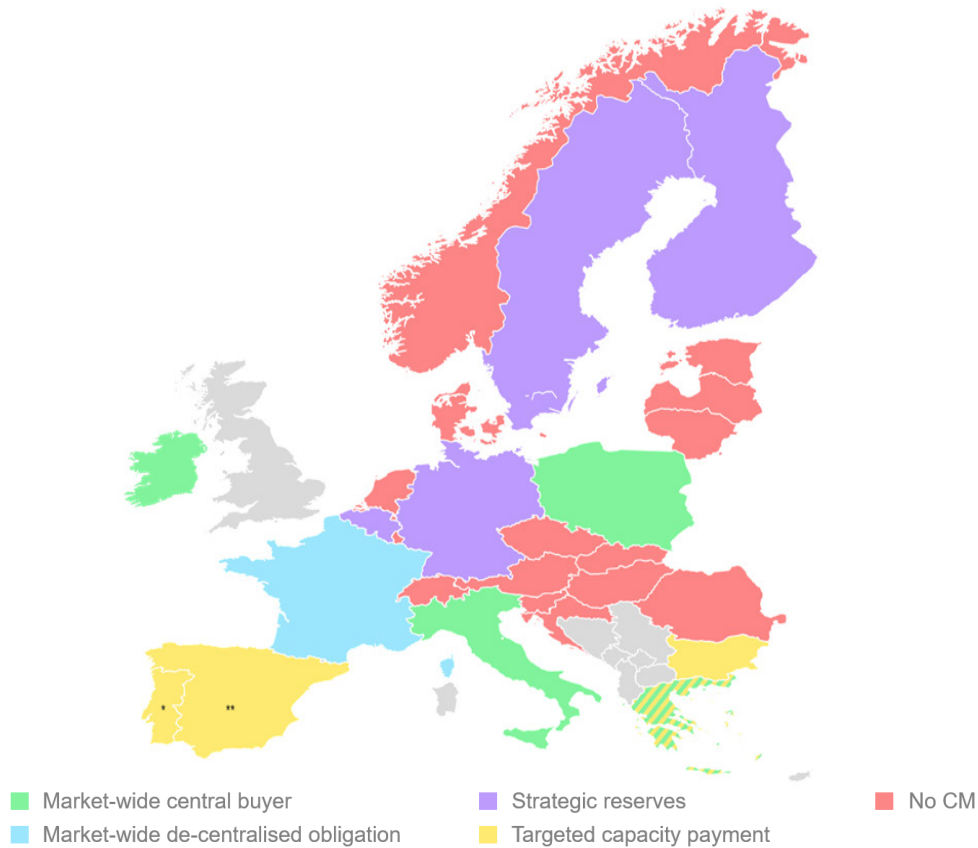 *
**
Market-wide central buyer
Strategic reserves
No CM
Market-wide de-centralised obligation
Targeted capacity payment